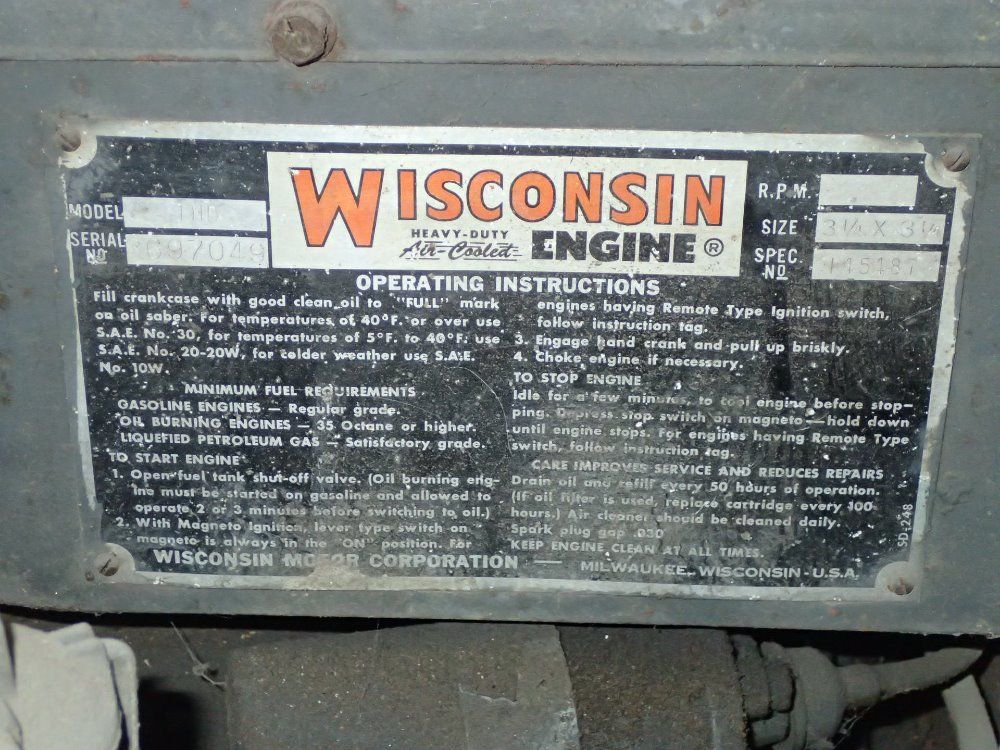 WISCONSIN
HEAVY-DUTY
Air-Cooled ENGINE®
MODEL THD
SERIAL NO 697049
R.P.M.
SIZE 3¼ X 3¼
SPEC. NO
OPERATING INSTRUCTIONS
Fill crankcase with good clean oil to "FULL" mark
on oil saber. For temperatures of 40°F. or over use
S.A.E. No. 30, for temperatures of 5°F. to 40°F. use
S.A.E. No. 20-20W, for colder weather use S.A.E.
No. 10W.
MINIMUM FUEL REQUIREMENTS
GASOLINE ENGINES — Regular grade.
OIL BURNING ENGINES — 35 Octane or higher.
LIQUEFIED PETROLEUM GAS — Satisfactory grade.
TO START ENGINE
1. Open fuel tank shut-off valve. (Oil burning eng-
ine must be started on gasoline and allowed to
operate 2 or 3 minutes before switching to oil.)
2. With Magneto Ignition, lever type switch on
magneto is always in the "ON" position. For
engines having Remote Type Ignition switch,
follow instruction tag.
3. Engage hand crank and pull up briskly.
4. Choke engine if necessary.
TO STOP ENGINE
Idle for a few minutes, to cool engine before stop-
ping. Depress stop switch on magneto—hold down
until engine stops. For engines having Remote Type
switch, follow instruction tag.
CARE IMPROVES SERVICE AND REDUCES REPAIRS
Drain oil and refill every 50 hours of operation.
(If oil filter is used, replace cartridge every 100
hours.) Air cleaner should be cleaned daily.
Spark plug gap .030
KEEP ENGINE CLEAN AT ALL TIMES.
SD-248
WISCONSIN MOTOR CORPORATION — MILWAUKEE, WISCONSIN-U.S.A.